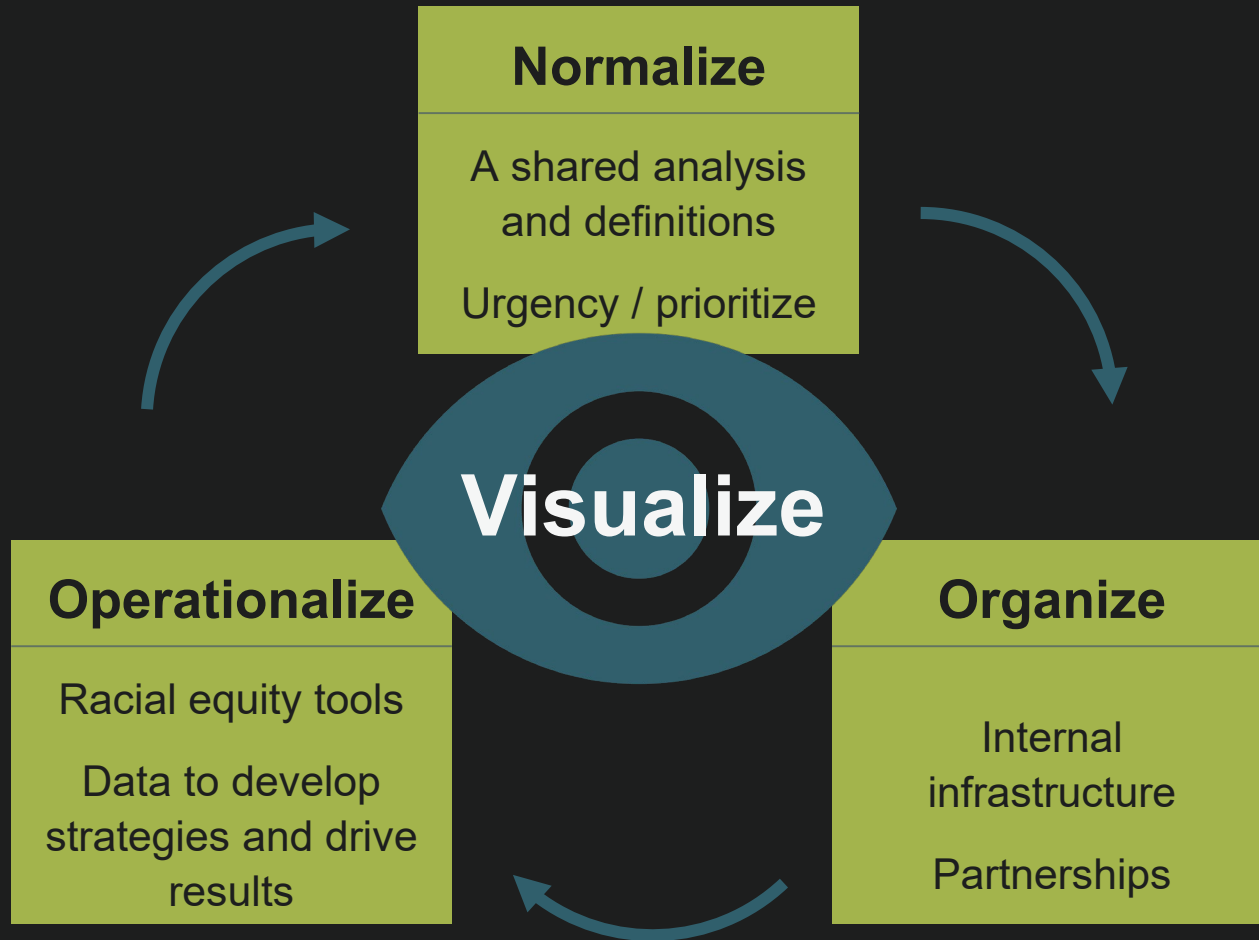 Normalize
A shared analysis
and definitions
Urgency / prioritize
Visualize
Operationalize
Racial equity tools
Data to develop
strategies and drive
results
Organize
Internal
infrastructure
Partnerships